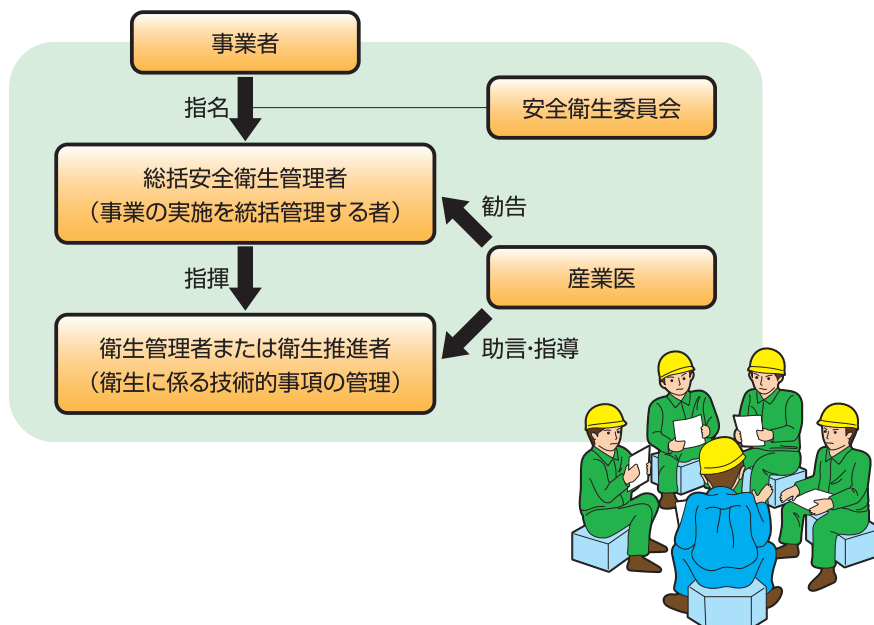 事業者
指名
安全衛生委員会
総括安全衛生管理者
（事業の実施を統括管理する者）
勧告
指揮
産業医
衛生管理者または衛生推進者
（衛生に係る技術的事項の管理）
助言·指導